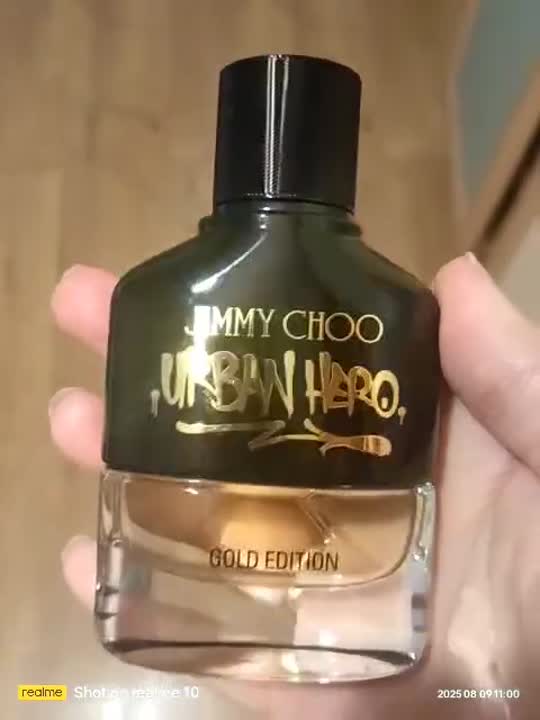 JIMMY CHOO
URBAN HERO
GOLD EDITION
realme Shot on realme 10
2025 08 09 11:00